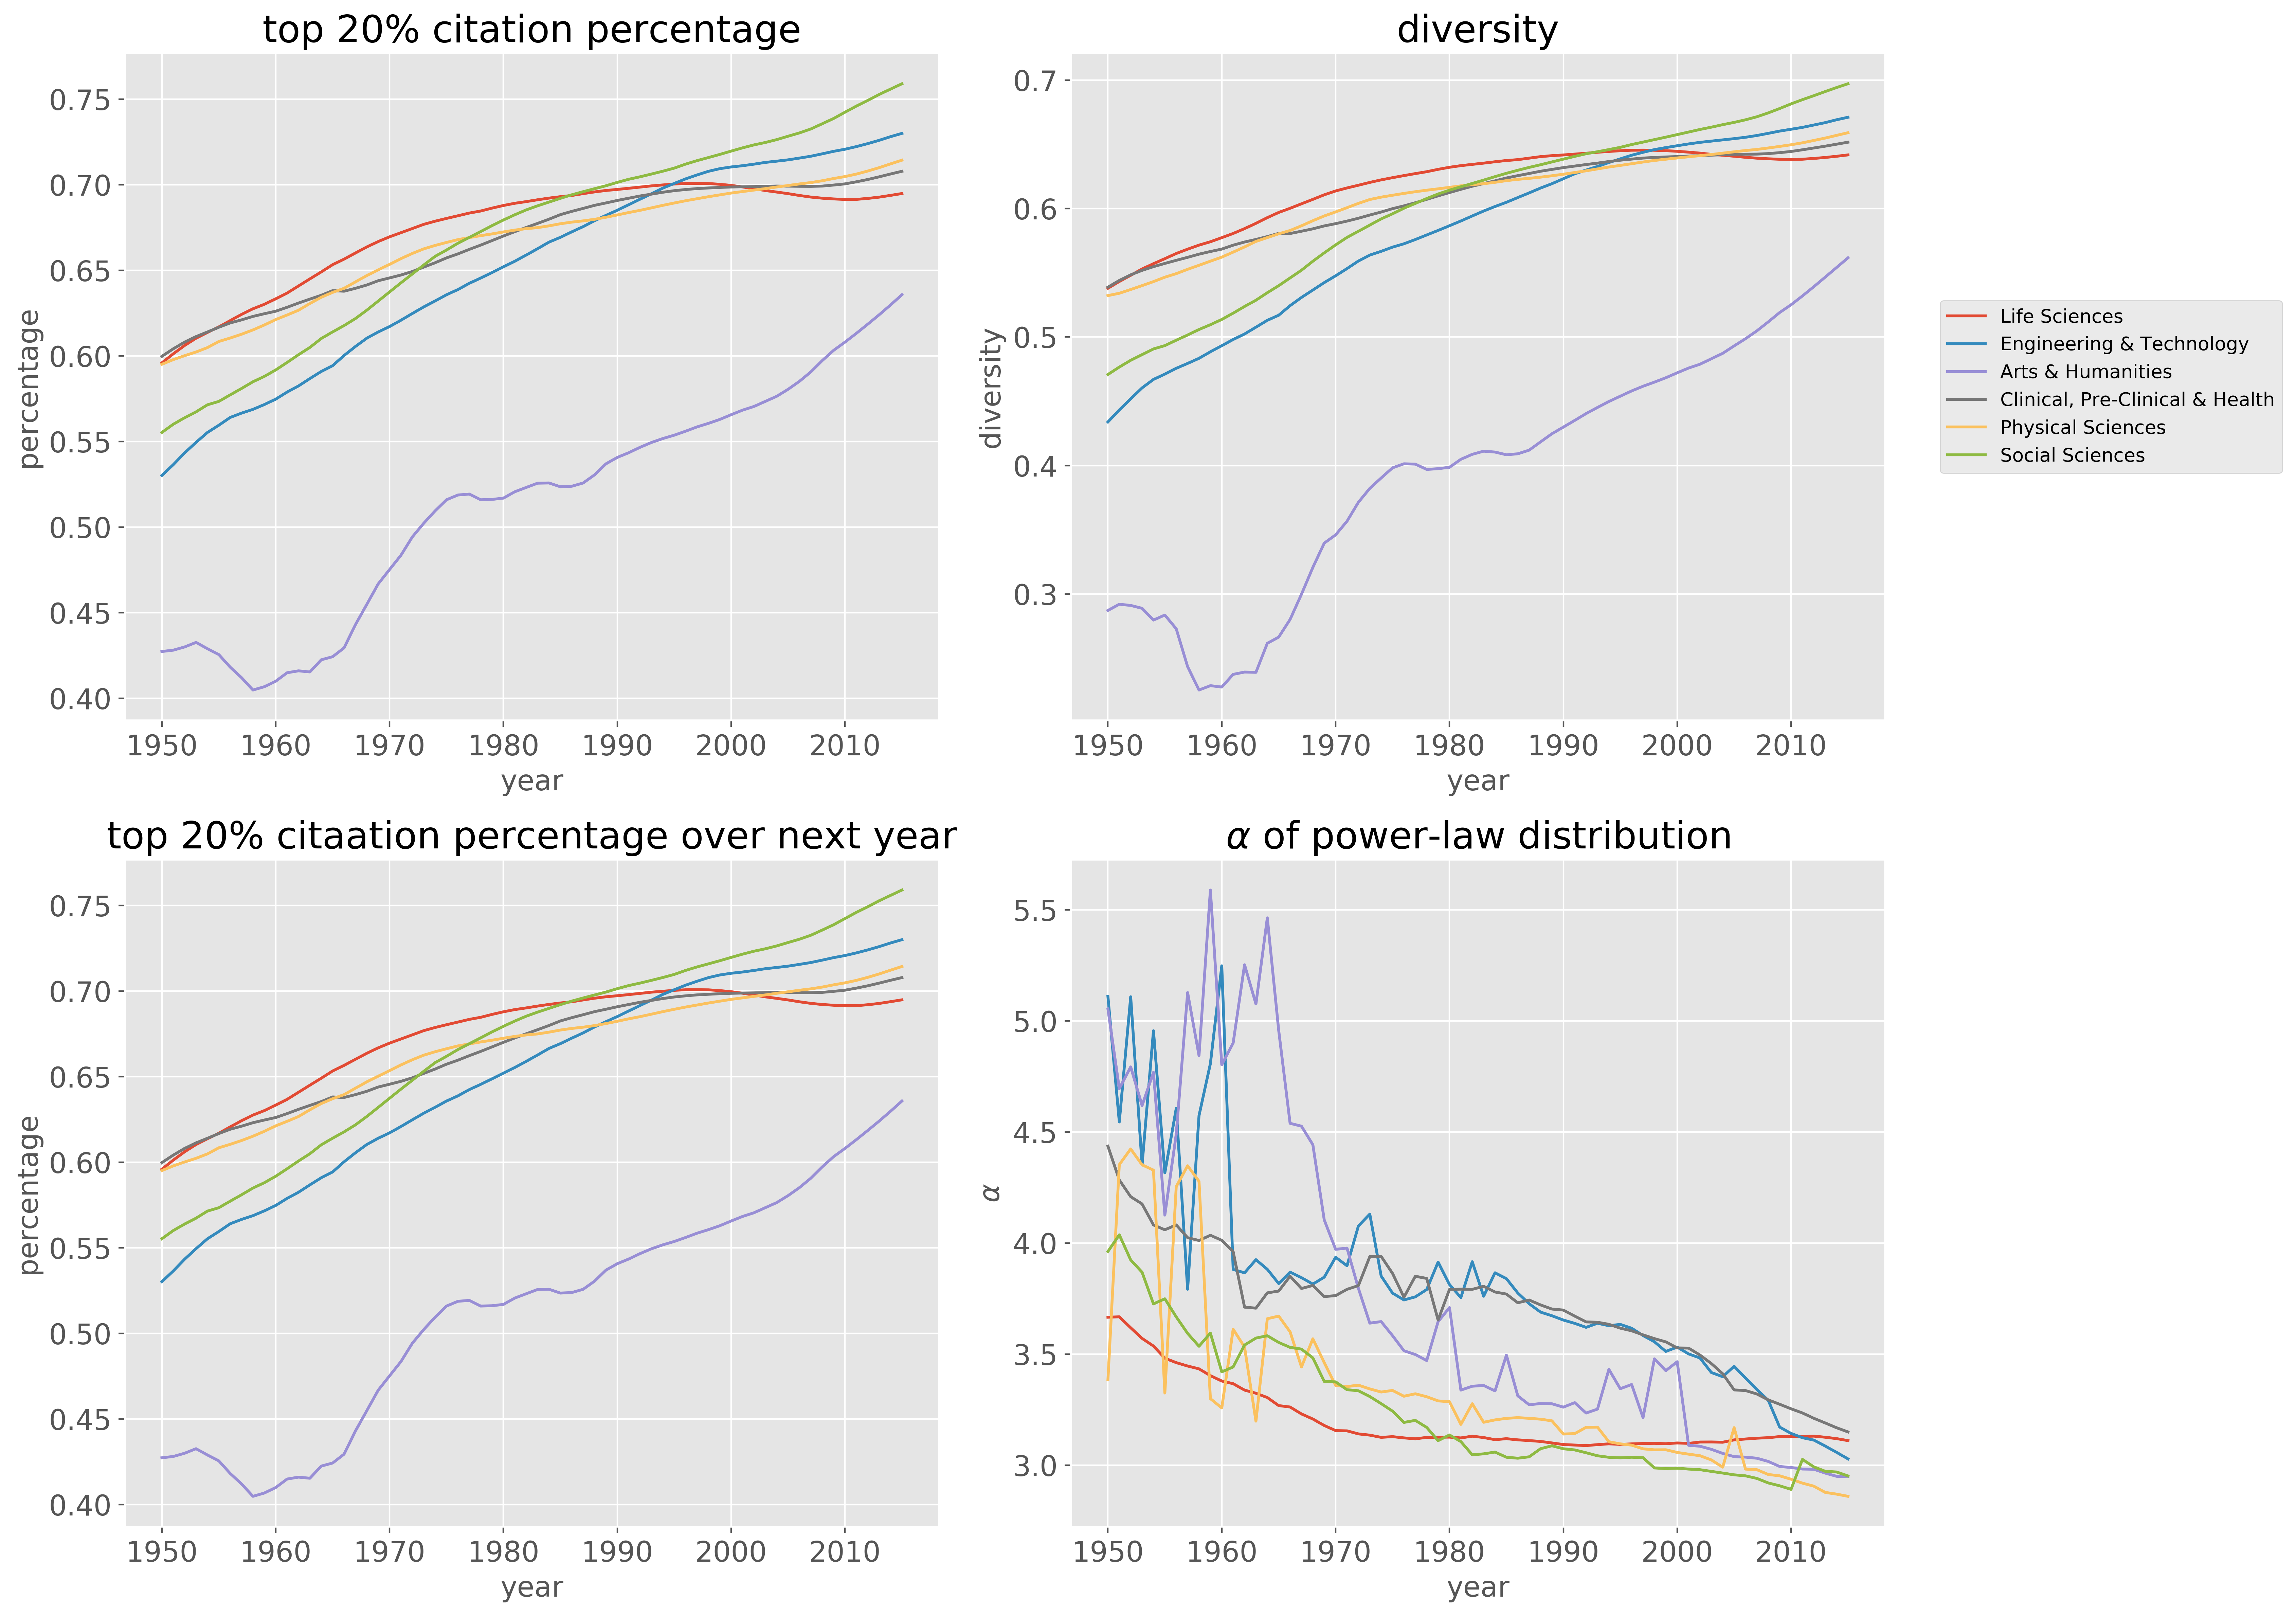 top 20% citation percentage
percentage
0.75
0.70
0.65
0.60
0.55
0.50
0.45
0.40
1950 1960 1970 1980 1990 2000 2010
year
diversity
diversity
0.7
0.6
0.5
0.4
0.3
1950 1960 1970 1980 1990 2000 2010
year
Life Sciences
Engineering & Technology
Arts & Humanities
Clinical, Pre-Clinical & Health
Physical Sciences
Social Sciences
top 20% citaation percentage over next year
percentage
0.75
0.70
0.65
0.60
0.55
0.50
0.45
0.40
1950 1960 1970 1980 1990 2000 2010
year
α of power-law distribution
α
5.5
5.0
4.5
4.0
3.5
3.0
1950 1960 1970 1980 1990 2000 2010
year